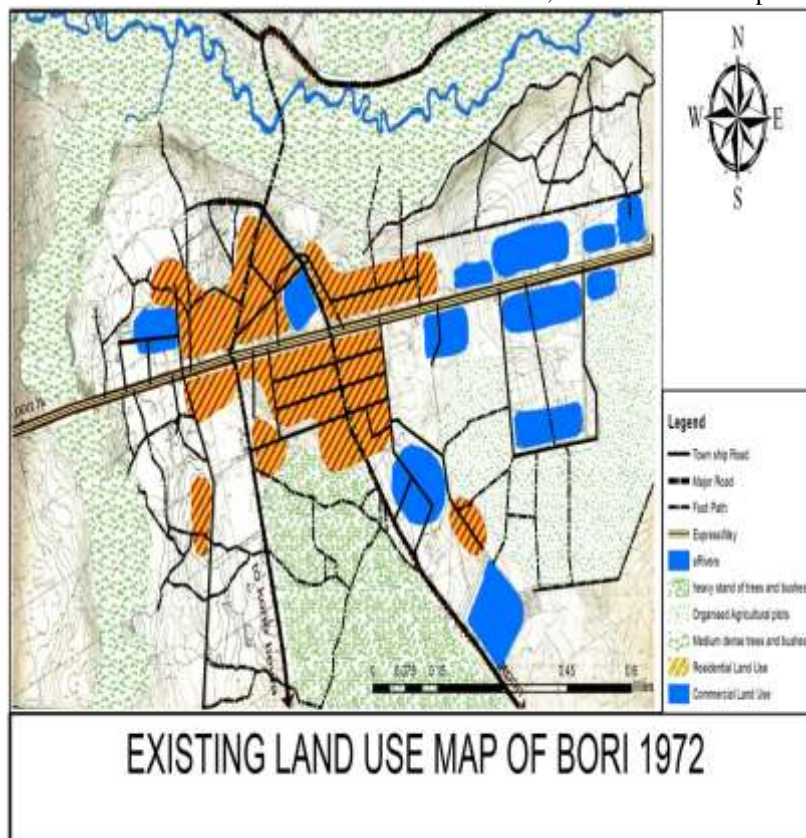 N
W E
S
Legend
Town ship Road
Major Road
Foot Path
ExpressWay
eRivers
heavy stand of trees and bushes
Organised Agricultural plots
Medium dense trees and bushes
Residential Land Use
Commercial Land Use
0 0.075 0.15 0.45 0.6
Miles
EXISTING LAND USE MAP OF BORI 1972